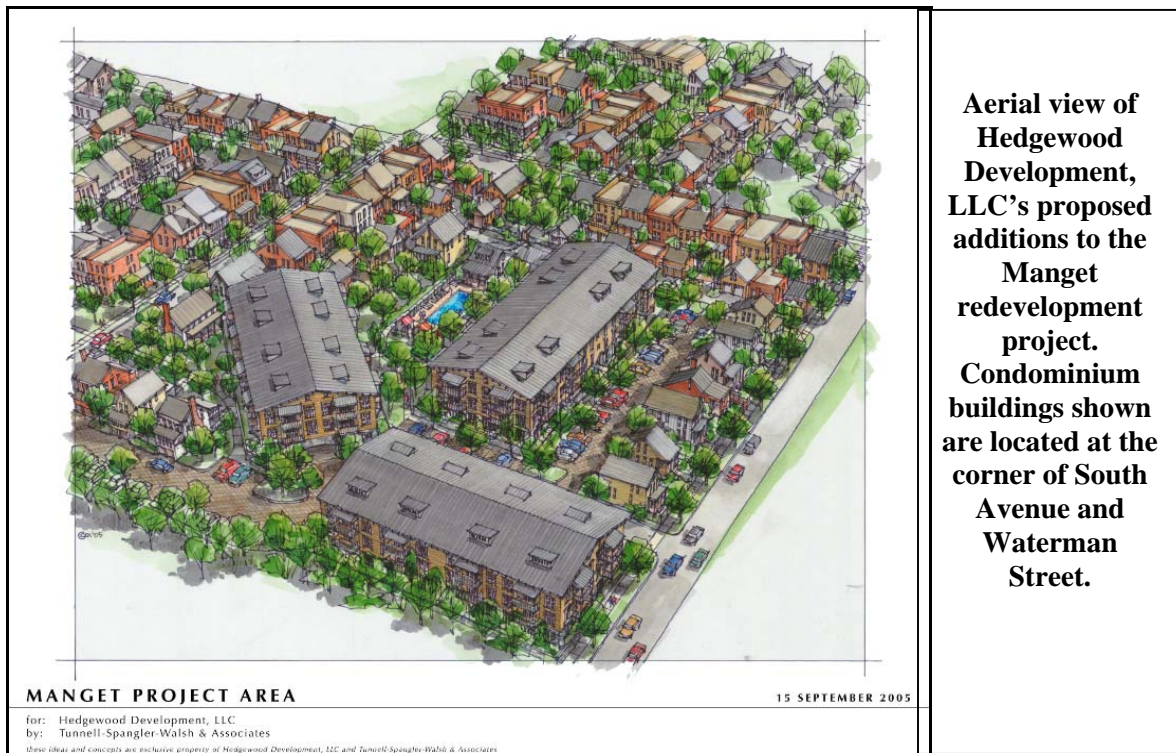 Aerial view of
Hedgewood
Development,
LLC’s proposed
additions to the
Manget
redevelopment
project.
Condominium
buildings shown
are located at the
corner of South
Avenue and
Waterman
Street.
MANGET PROJECT AREA
15 SEPTEMBER 2005
for: Hedgewood Development, LLC
by: Tunnell-Spangler-Walsh & Associates
these ideas and concepts are exclusive property of Hedgewood Development, LLC and Tunnell-Spangler-Walsh & Associates